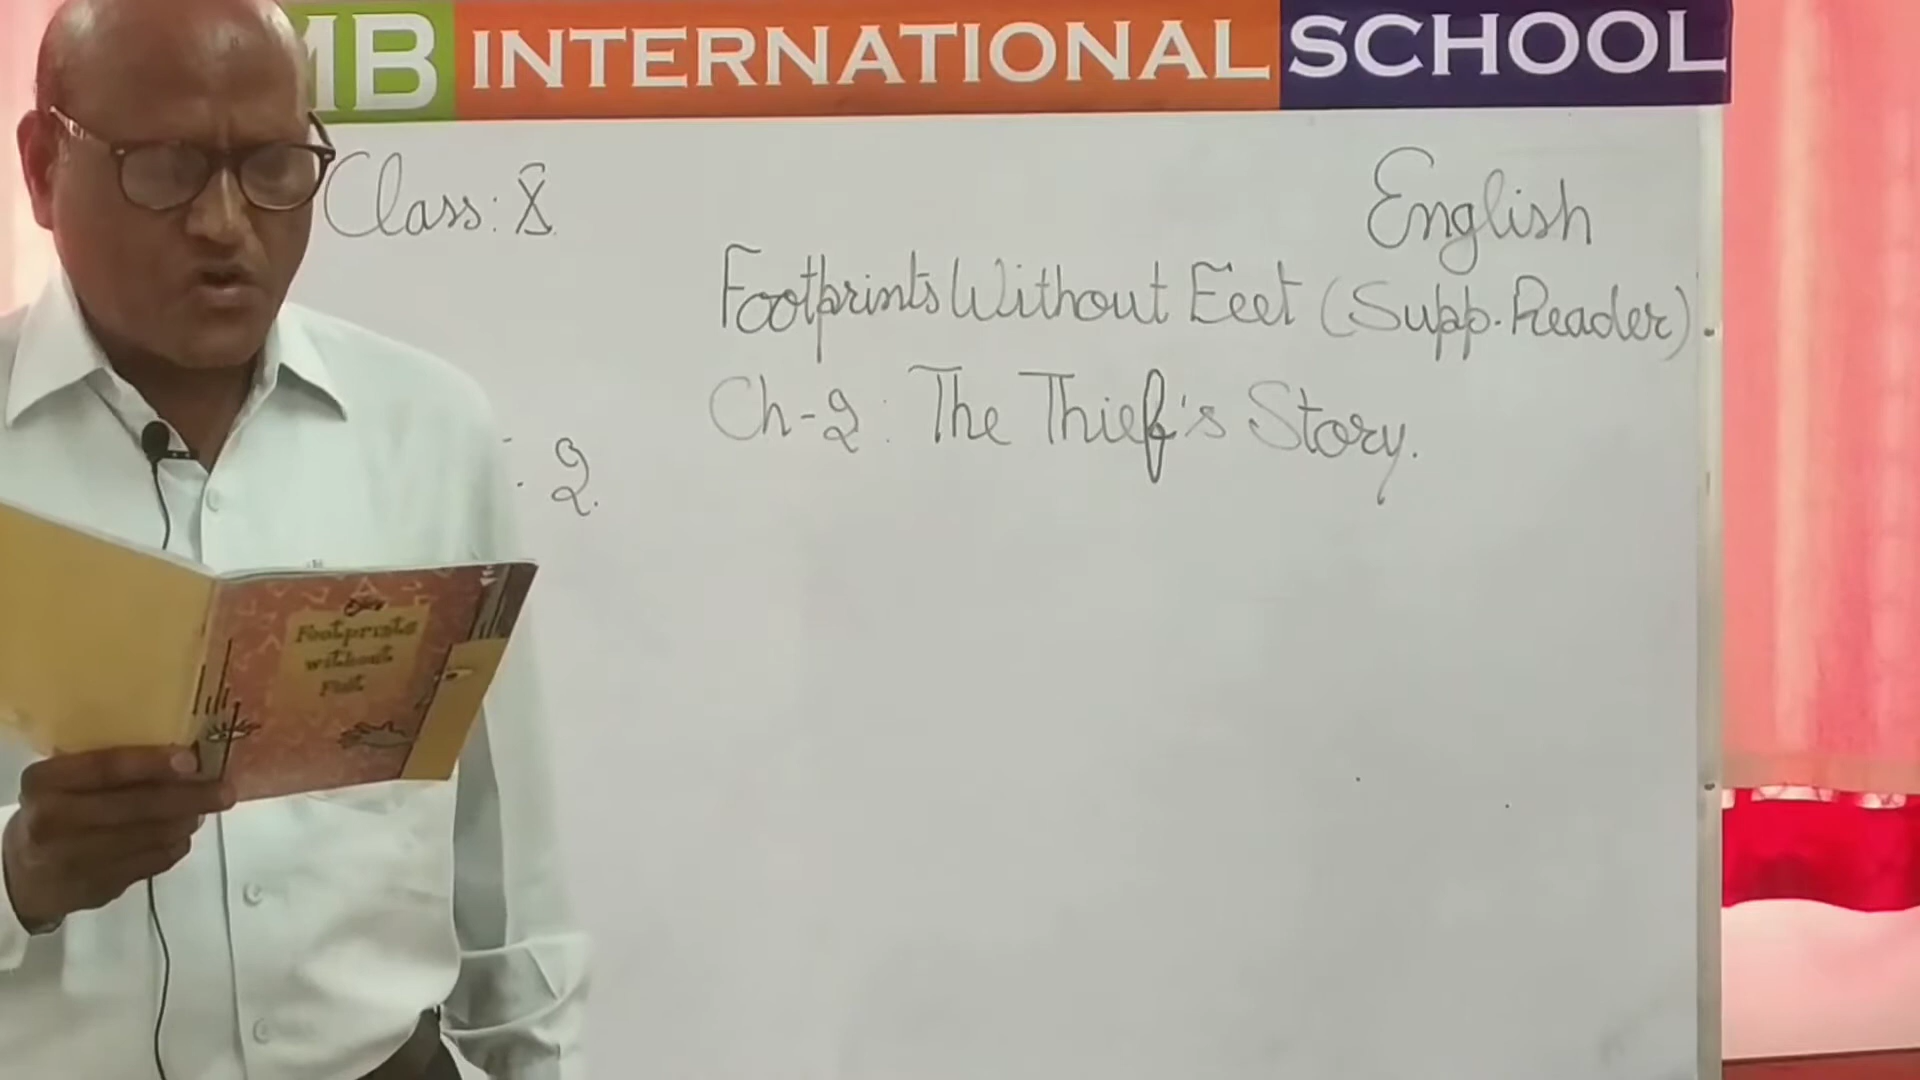 MB INTERNATIONAL SCHOOL
Class: X
English
Footprints Without Feet (Supp. Reader).
Ch-2: The Thief's Story.
: 2.
Footprints
without
Feet